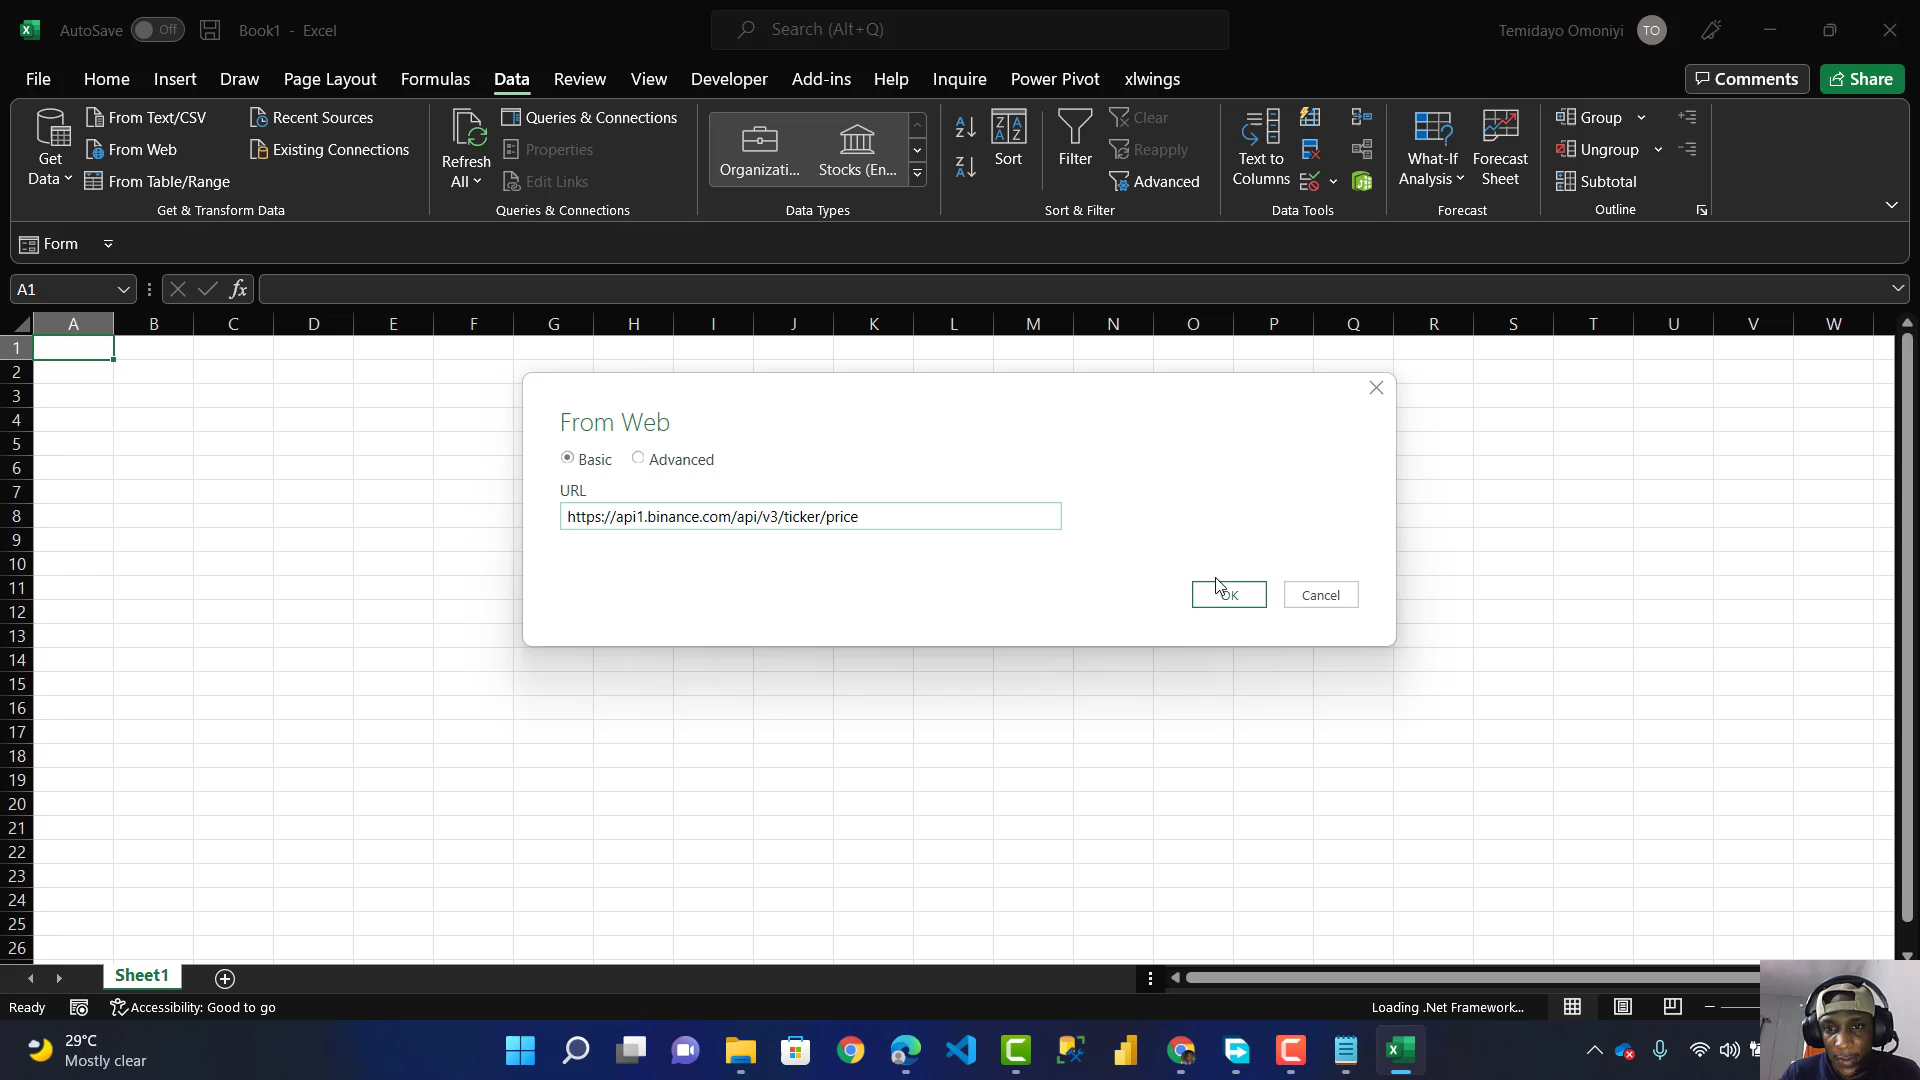 AutoSave Off Book1 - Excel Search (Alt+Q) Temidayo Omoniyi TO
File Home Insert Draw Page Layout Formulas Data Review View Developer Add-ins Help Inquire Power Pivot xlwings Comments Share
Get Data
From Text/CSV
From Web
From Table/Range
Recent Sources
Existing Connections
Get & Transform Data
Refresh All
Queries & Connections
Properties
Edit Links
Queries & Connections
Organizati...
Stocks (En...
Data Types
Sort
Filter
Clear
Reapply
Advanced
Sort & Filter
Text to Columns
Data Tools
What-If Analysis
Forecast Sheet
Forecast
Group
Ungroup
Subtotal
Outline
Form
A1 fx
A B C D E F G H I J K L M N O P Q R S T U V W
1
2
3
4
5
6
7
8
9
10
11
12
13
14
15
16
17
18
19
20
21
22
23
24
25
26
From Web
Basic Advanced
URL
https://api1.binance.com/api/v3/ticker/price
OK Cancel
Sheet1
Ready Accessibility: Good to go Loading .Net Framework...
29°C
Mostly clear